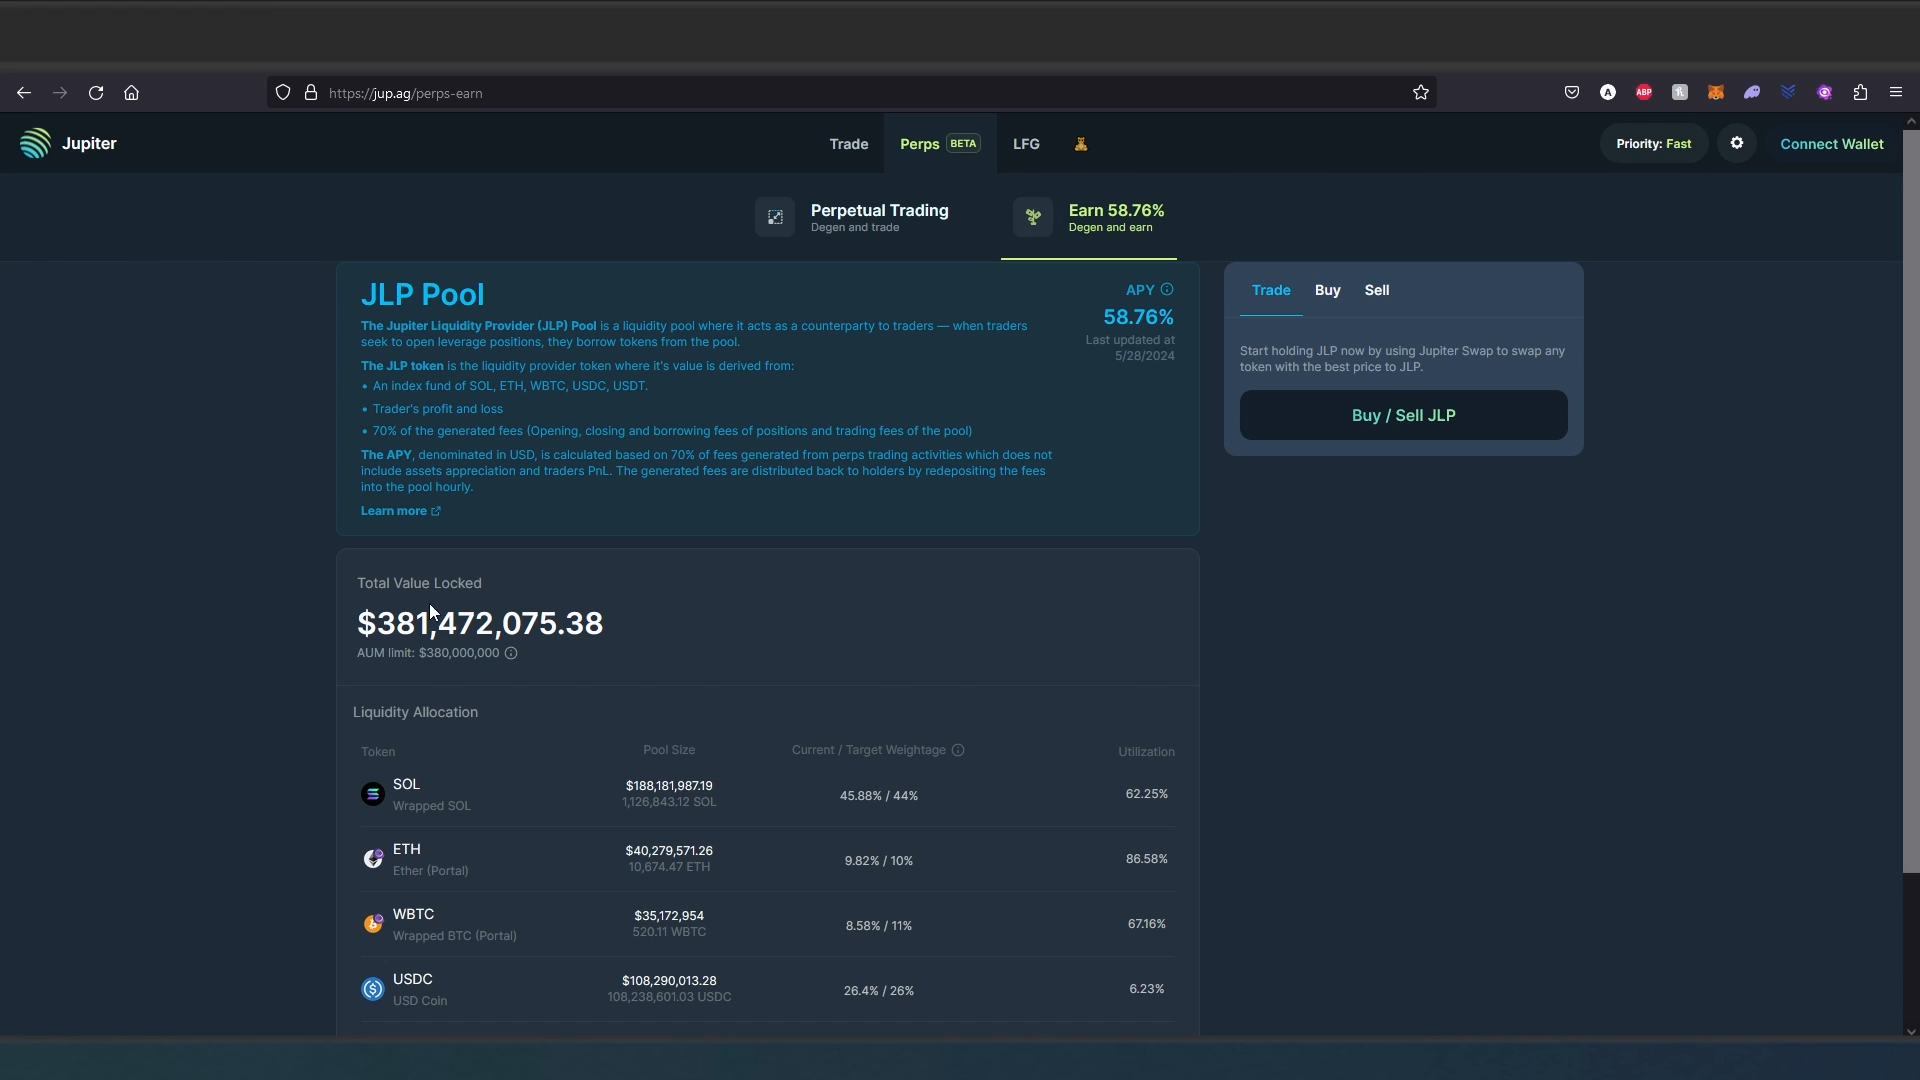 https://jup.ag/perps-earn
A
ABP
Jupiter
Trade
Perps BETA
LFG
Priority: Fast
Connect Wallet
Perpetual Trading
Degen and trade
Earn 58.76%
Degen and earn
JLP Pool
The Jupiter Liquidity Provider (JLP) Pool is a liquidity pool where it acts as a counterparty to traders — when traders
seek to open leverage positions, they borrow tokens from the pool.
The JLP token is the liquidity provider token where it's value is derived from:
• An index fund of SOL, ETH, WBTC, USDC, USDT.
• Trader's profit and loss
• 70% of the generated fees (Opening, closing and borrowing fees of positions and trading fees of the pool)
The APY, denominated in USD, is calculated based on 70% of fees generated from perps trading activities which does not
include assets appreciation and traders PnL. The generated fees are distributed back to holders by redepositing the fees
into the pool hourly.
Learn more
APY
58.76%
Last updated at
5/28/2024
Trade Buy Sell
Start holding JLP now by using Jupiter Swap to swap any
token with the best price to JLP.
Buy / Sell JLP
Total Value Locked
$381,472,075.38
AUM limit: $380,000,000
Liquidity Allocation
Token Pool Size Current / Target Weightage Utilization
SOL
Wrapped SOL
$188,181,987.19
1,126,843.12 SOL
45.88% / 44%
62.25%
ETH
Ether (Portal)
$40,279,571.26
10,674.47 ETH
9.82% / 10%
86.58%
WBTC
Wrapped BTC (Portal)
$35,172,954
520.11 WBTC
8.58% / 11%
67.16%
USDC
USD Coin
$108,290,013.28
108,238,601.03 USDC
26.4% / 26%
6.23%